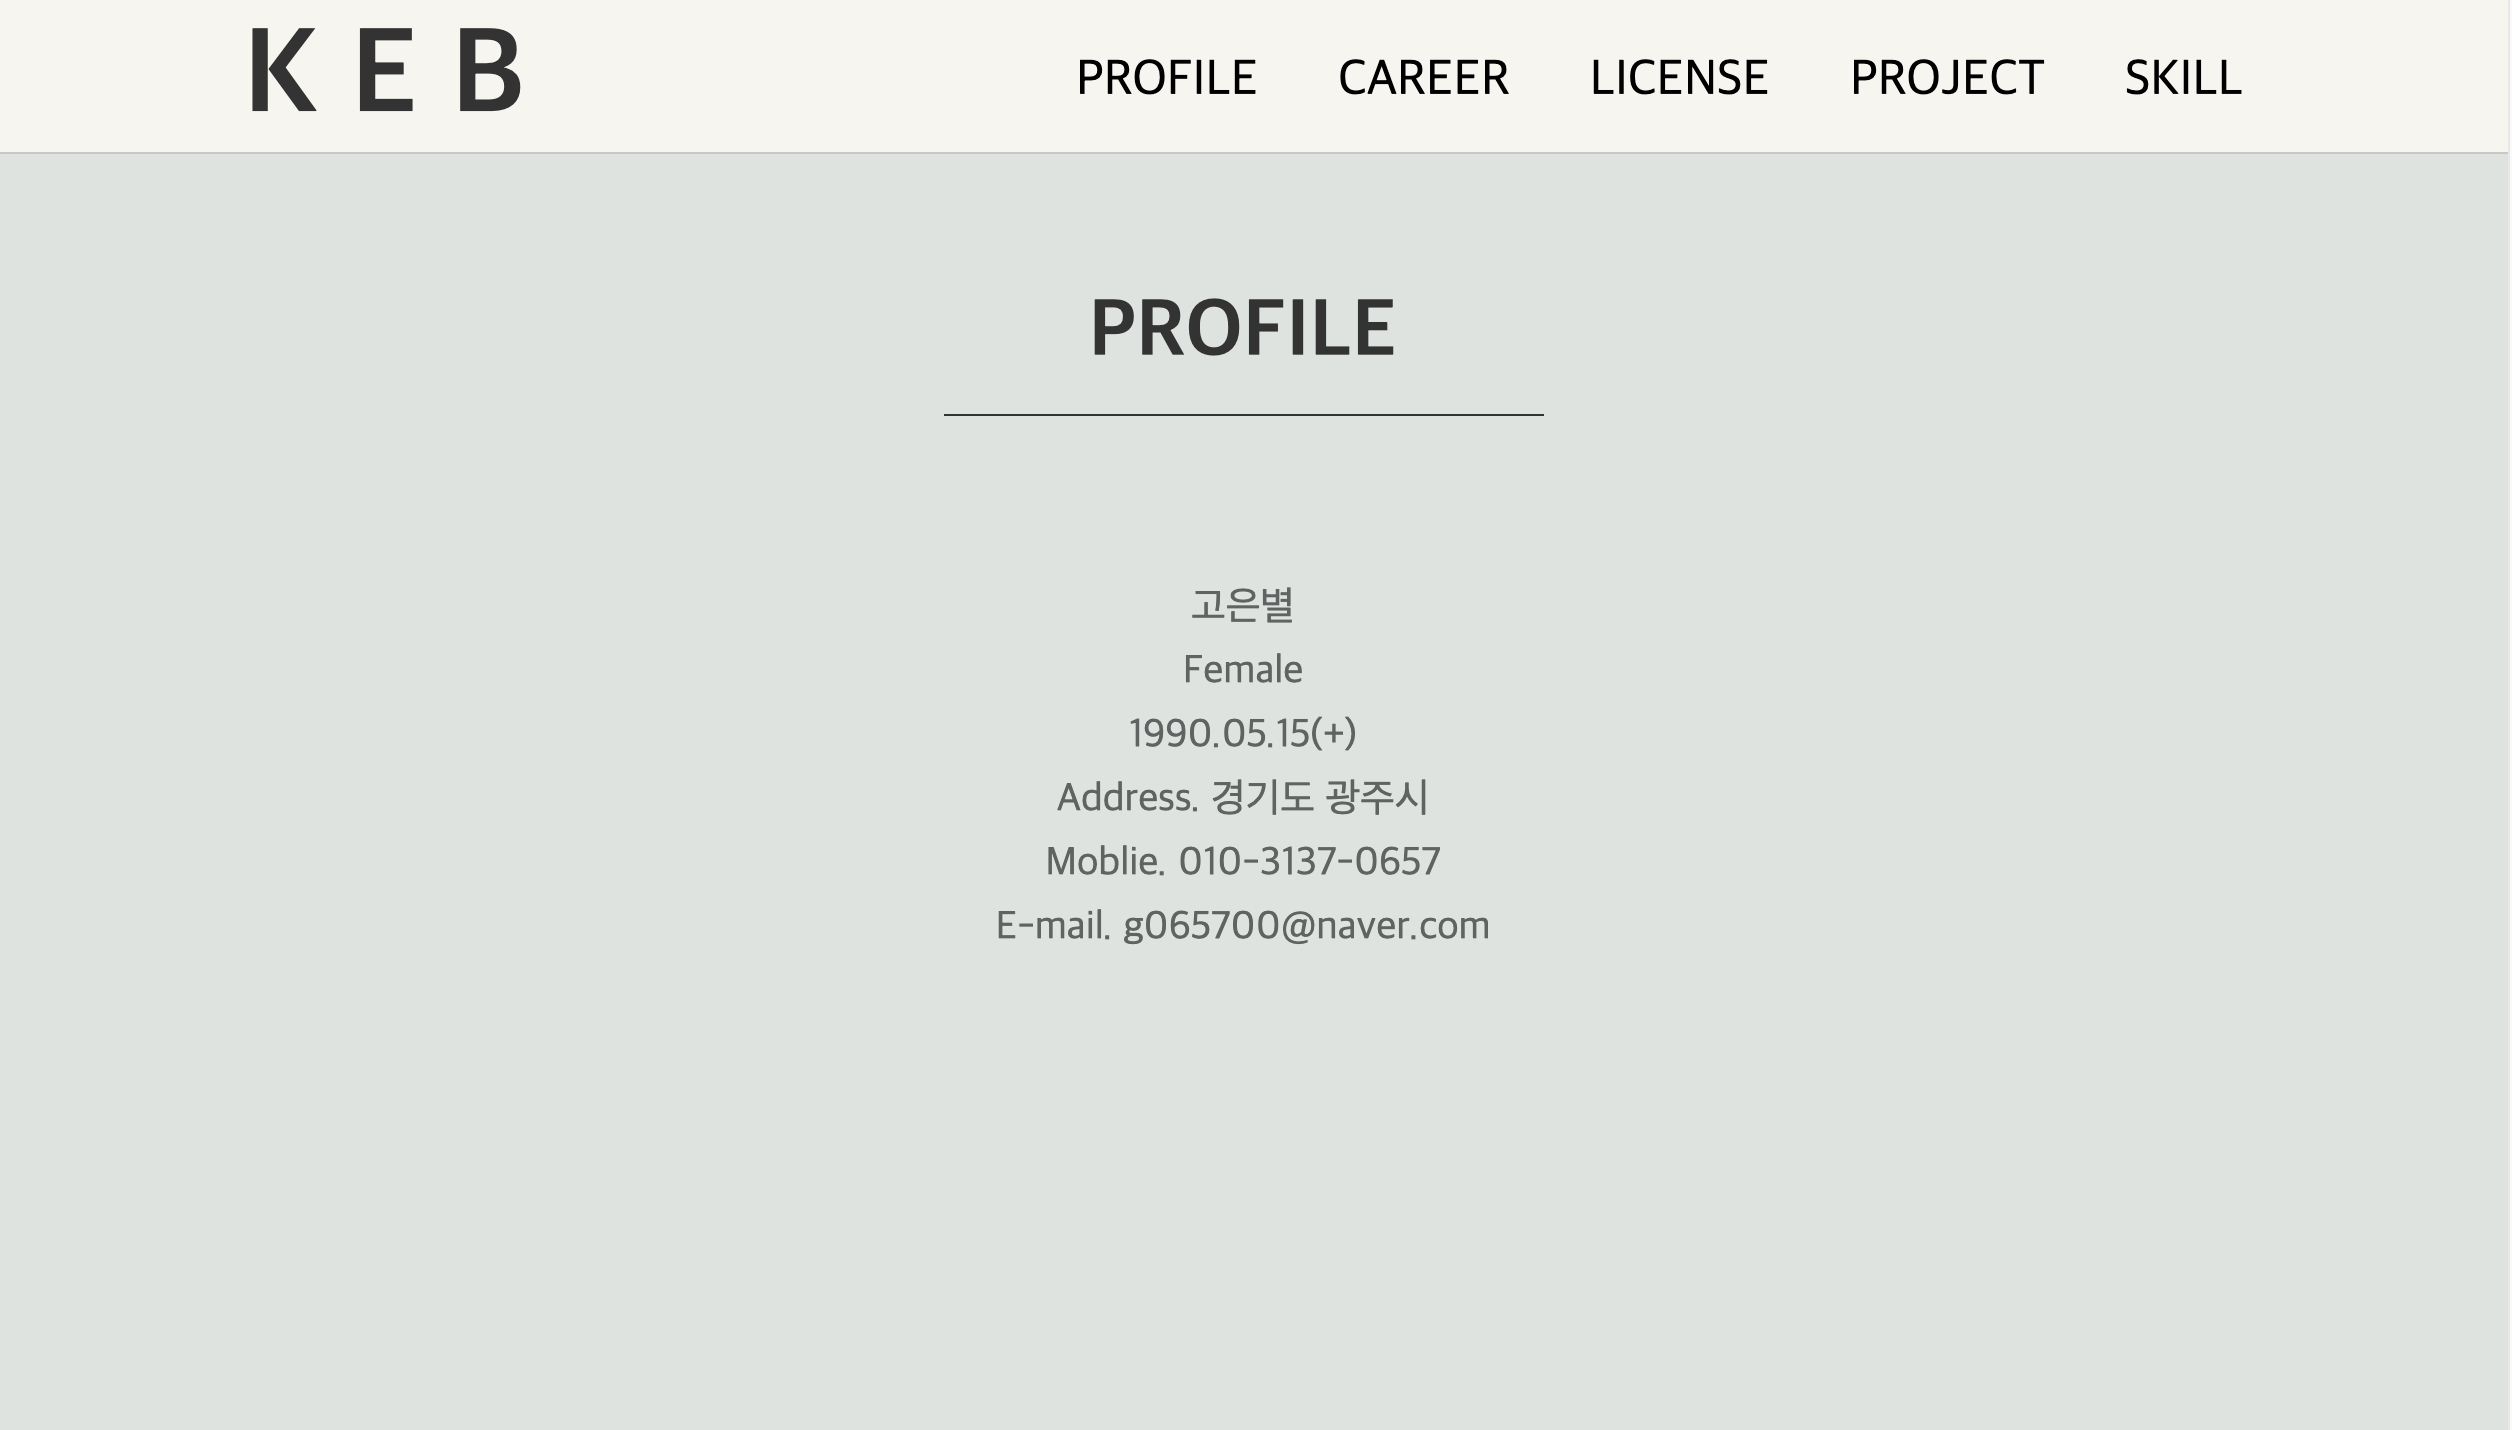 K E B
PROFILE CAREER LICENSE PROJECT SKILL
PROFILE
고은별
Female
1990.05.15(+)
Address. 경기도 광주시
Moblie. 010-3137-0657
E-mail. g065700@naver.com